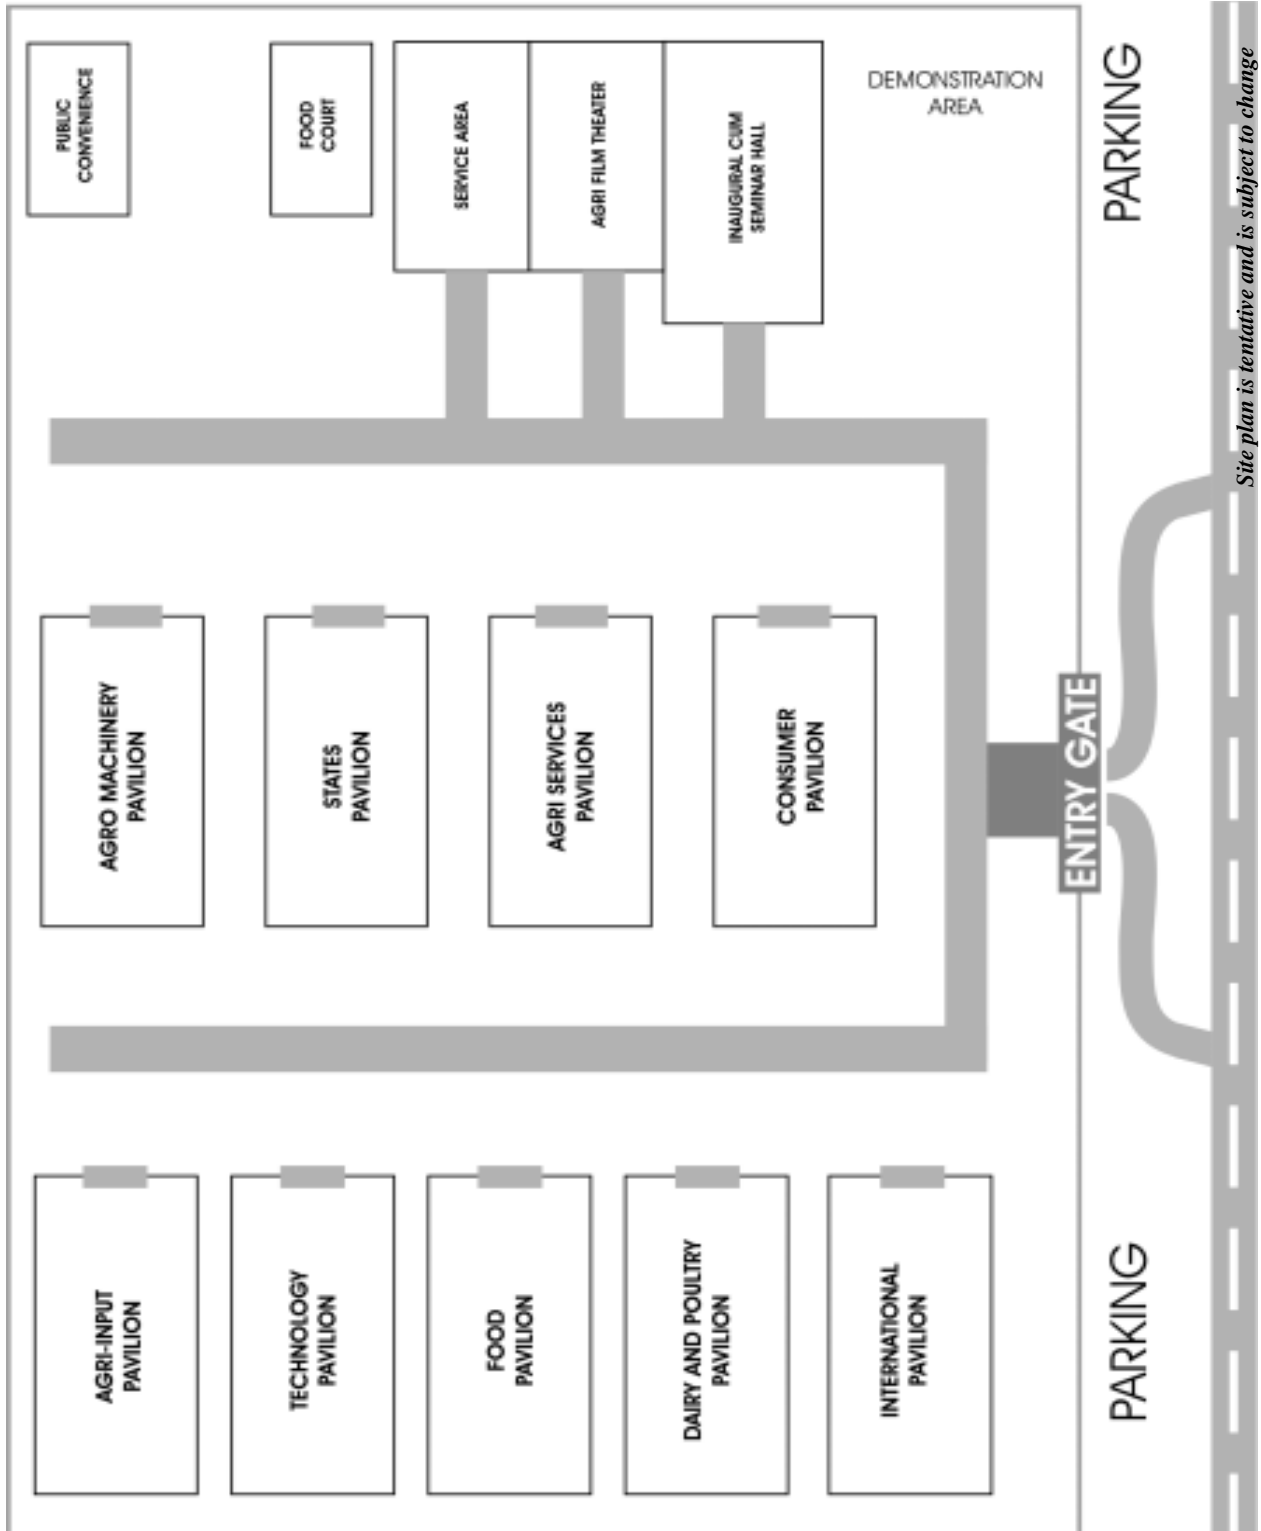 PUBLIC
CONVENIENCE
FOOD
COURT
SERVICE AREA
AGRI FILM THEATER
INAUGURAL CUM
SEMINAR HALL
DEMONSTRATION
AREA
PARKING
Site plan is tentative and is subject to change
AGRO MACHINERY
PAVILION
STATES
PAVILION
AGRI SERVICES
PAVILION
CONSUMER
PAVILION
ENTRY GATE
AGRI-INPUT
PAVILION
TECHNOLOGY
PAVILION
FOOD
PAVILION
DAIRY AND POULTRY
PAVILION
INTERNATIONAL
PAVILION
PARKING